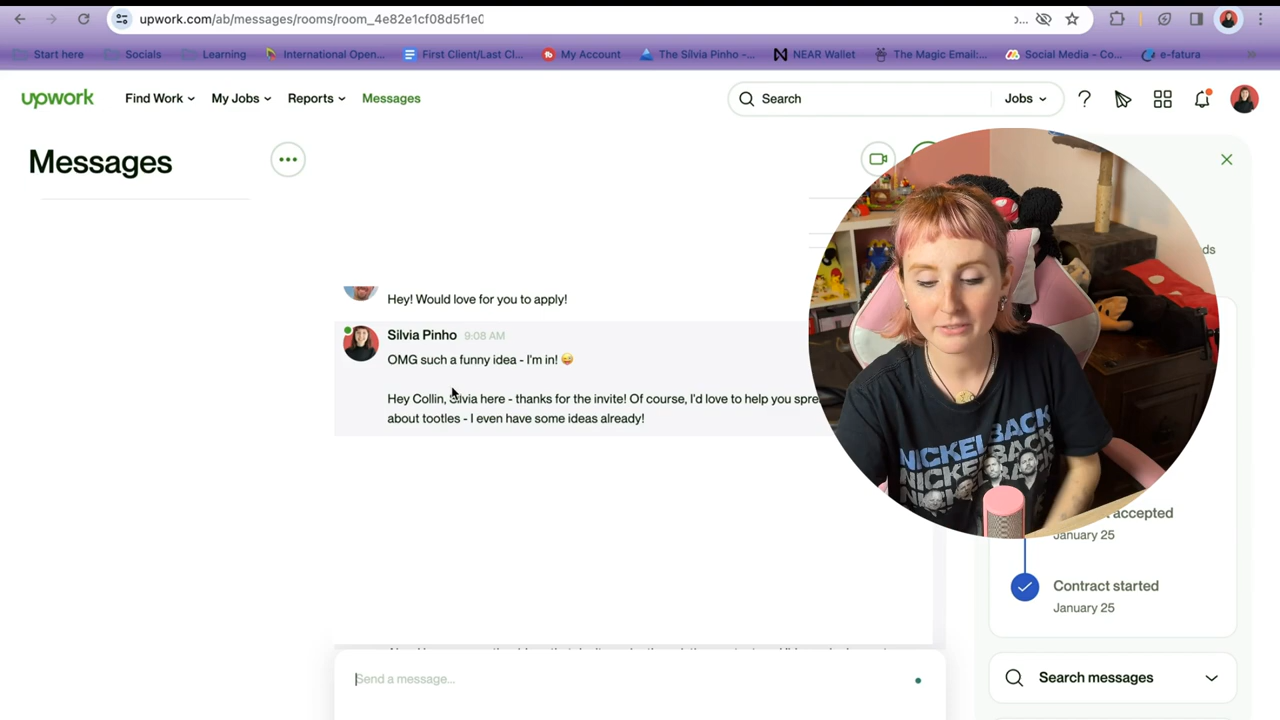 upwork.com/ab/messages/rooms/room_4e82e1cf08d5f1e0
Start here
Socials
Learning
International Open...
First Client/Last Cl...
My Account
The Sílvia Pinho -...
NEAR Wallet
The Magic Email:...
Social Media - Co...
e-fatura
upwork
Find Work
My Jobs
Reports
Messages
Search
Jobs
Messages
Hey! Would love for you to apply!
Silvia Pinho 9:08 AM
OMG such a funny idea - I'm in! 😜
Hey Collin, Silvia here - thanks for the invite! Of course, I'd love to help you spre
about tootles - I even have some ideas already!
NICKELBACK
NICKELBACK
NICKELBACK
accepted
January 25
Contract started
January 25
Send a message...
Search messages